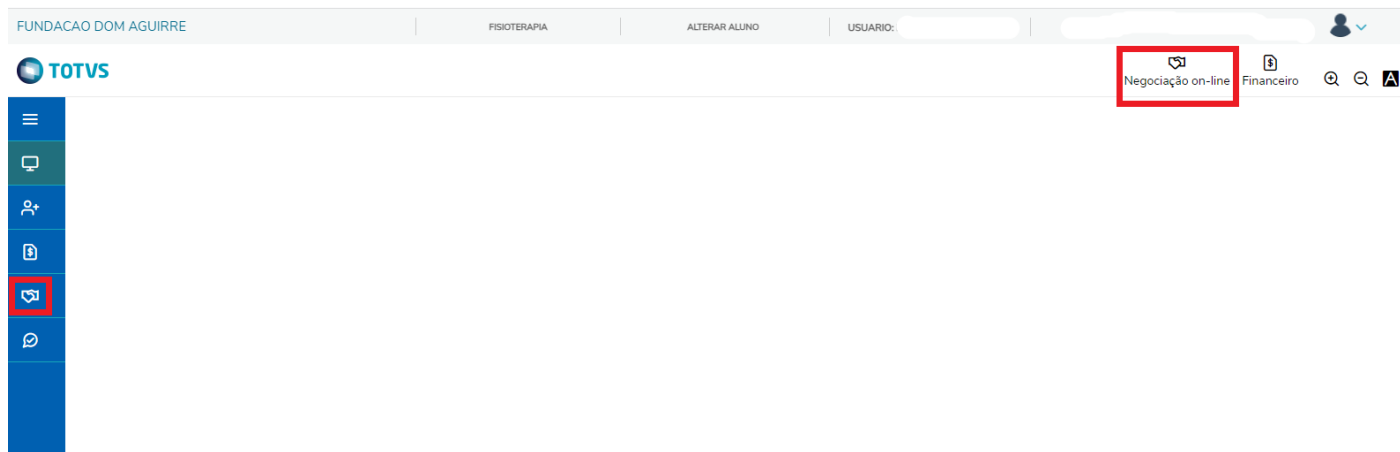 FUNDACAO DOM AGUIRRE FISIOTERAPIA ALTERAR ALUNO USUARIO:
TOTVS
Negociação on-line Financeiro A